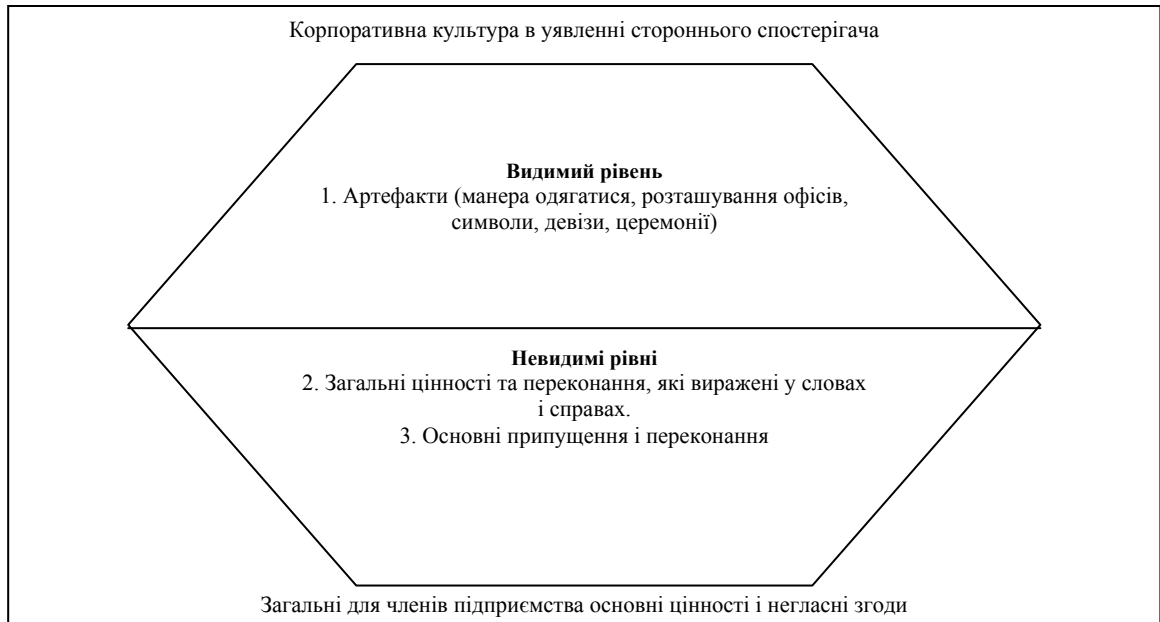 Корпоративна культура в уявленні стороннього спостерігача
Видимий рівень
1. Артефакти (манера одягатися, розташування офісів,
символи, девізи, церемонії)
Невидимі рівні
2. Загальні цінності та переконання, які виражені у словах
і справах.
3. Основні припущення і переконання
Загальні для членів підприємства основні цінності і негласні згоди